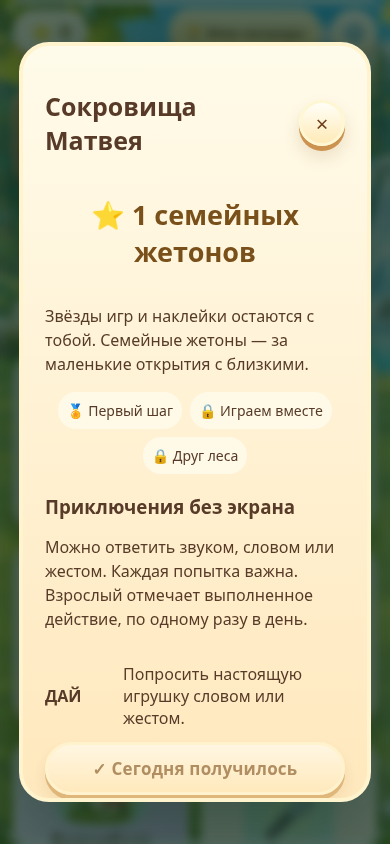 Сокровища
Матвея
✕
⭐ 1 семейных
жетонов
Звёзды игр и наклейки остаются с
тобой. Семейные жетоны — за
маленькие открытия с близкими.
🏅 Первый шаг
🔒 Играем вместе
🔒 Друг леса
Приключения без экрана
Можно ответить звуком, словом или
жестом. Каждая попытка важна.
Взрослый отмечает выполненное
действие, по одному разу в день.
ДАЙ
Попросить настоящую
игрушку словом или
жестом.
✓ Сегодня получилось